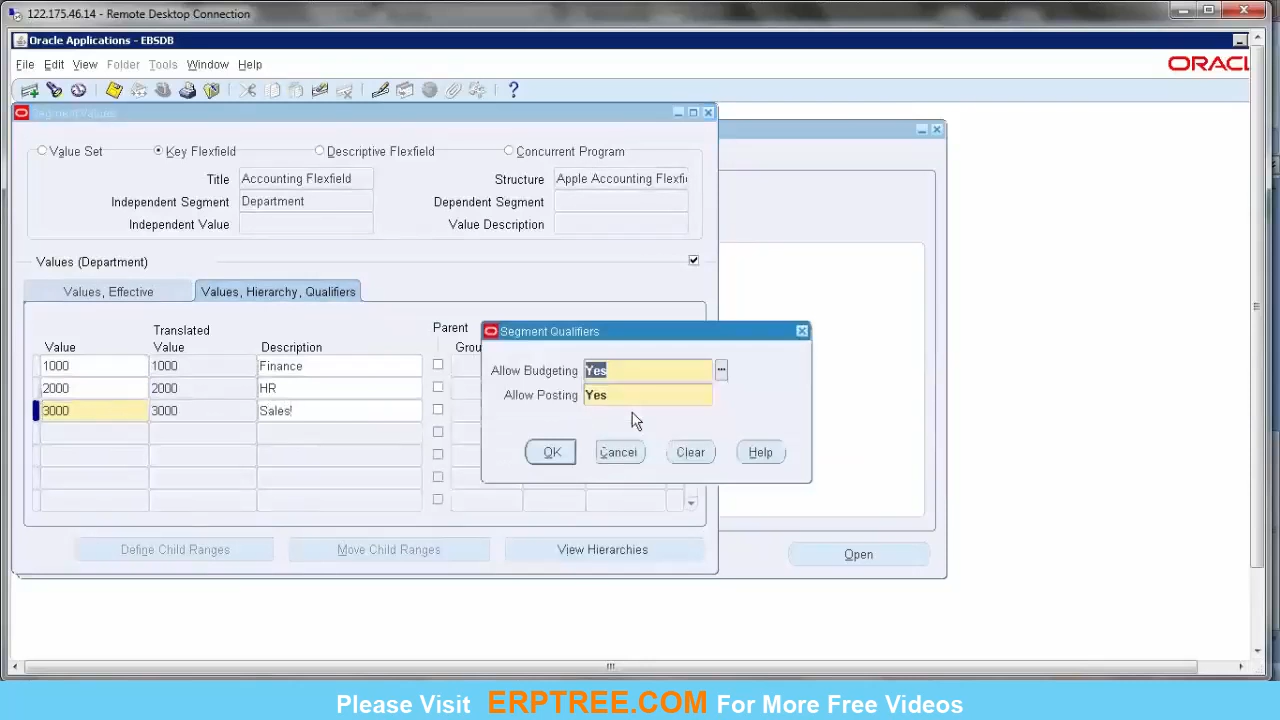 122.175.46.14 - Remote Desktop Connection
Oracle Applications - EBSDB
File Edit View Folder Tools Window Help
ORACL
Segment Values
Value Set Key Flexfield Descriptive Flexfield Concurrent Program
Title Accounting Flexfield Structure Apple Accounting Flexfi
Independent Segment Department Dependent Segment
Independent Value Value Description
Values (Department)
Values, Effective Values, Hierarchy, Qualifiers
Translated Parent
Value Value Description Grou
1000 1000 Finance
2000 2000 HR
3000 3000 Sales!
Segment Qualifiers
Allow Budgeting Yes
Allow Posting Yes
OK Cancel Clear Help
Define Child Ranges Move Child Ranges View Hierarchies Open
Please Visit ERPTREE.COM For More Free Videos